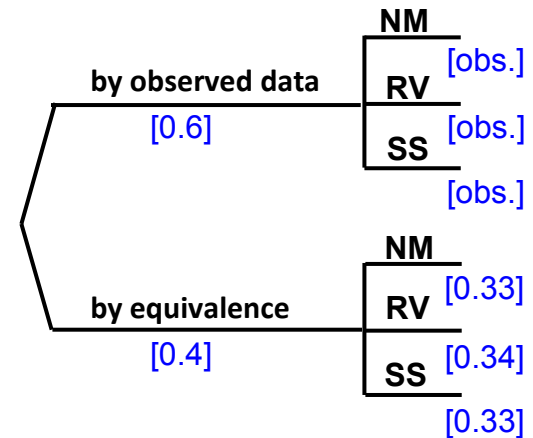 NM
[obs.]
by observed data
RV
[0.6]
[obs.]
SS
[obs.]
NM
[0.33]
by equivalence
RV
[0.4]
[0.34]
SS
[0.33]